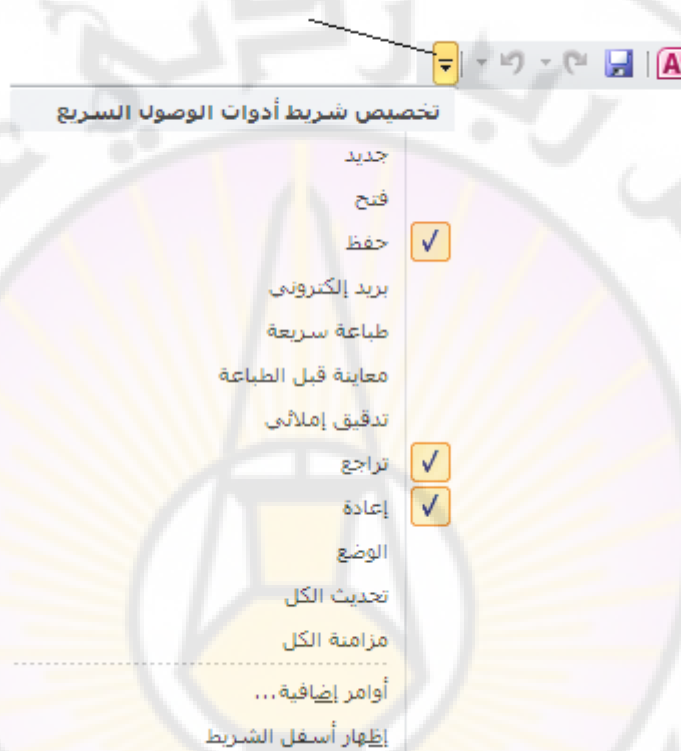 A
تخصيص شريط أدوات الوصول السريع
جديد
فتح
حفظ
بريد إلكتروني
طباعة سريعة
معاينة قبل الطباعة
تدقيق إملائي
تراجع
إعادة
الوضع
تحديث الكل
مزامنة الكل
أوامر إضافية...
إظهار أسفل الشريط